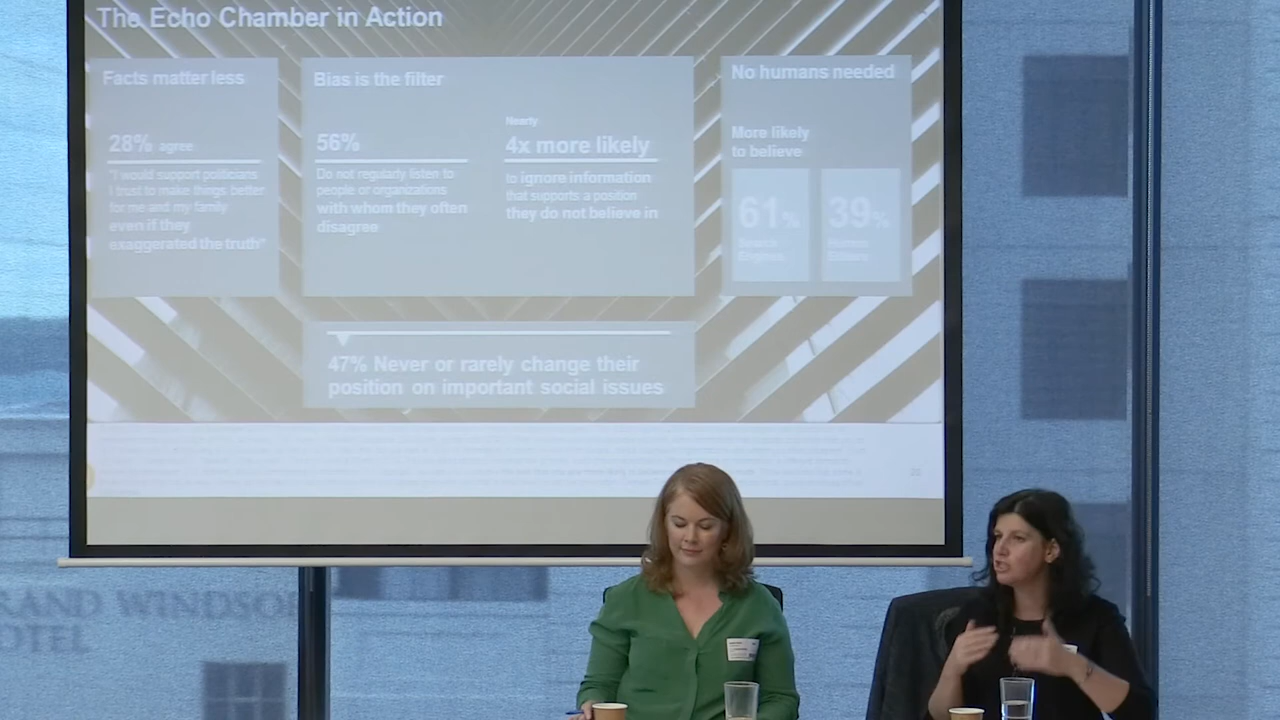 The Echo Chamber in Action
Facts matter less
28% agree
"I would support politicians
I trust to make things better
for me and my family
even if they
exaggerated the truth"
Bias is the filter
56%
Do not regularly listen to
people or organizations
with whom they often
disagree
Nearly
4x more likely
to ignore information
that supports a position
they do not believe in
No humans needed
More likely
to believe
61%
Search
Engines
39%
Human
Editors
47% Never or rarely change their
position on important social issues
WINDSOR